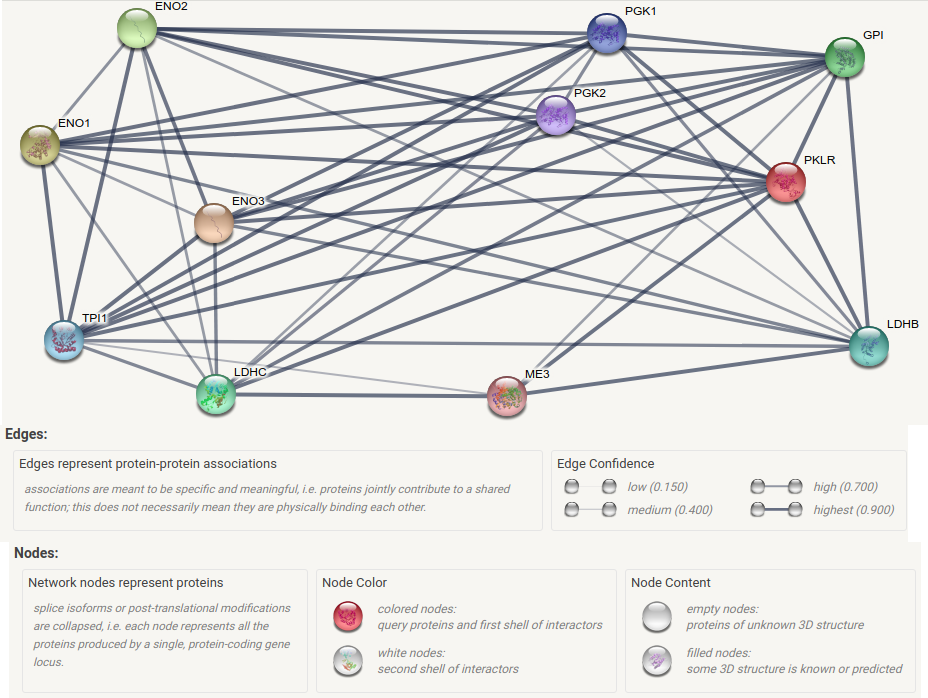 ENO2
PGK1
GPI
PGK2
ENO1
PKLR
ENO3
TPI1
LDHB
LDHC
ME3
Edges:
Edges represent protein-protein associations
associations are meant to be specific and meaningful, i.e. proteins jointly contribute to a shared
function; this does not necessarily mean they are physically binding each other.
Edge Confidence
low (0.150)
high (0.700)
medium (0.400)
highest (0.900)
Nodes:
Network nodes represent proteins
splice isoforms or post-translational modifications
are collapsed, i.e. each node represents all the
proteins produced by a single, protein-coding gene
locus.
Node Color
colored nodes:
query proteins and first shell of interactors
white nodes:
second shell of interactors
Node Content
empty nodes:
proteins of unknown 3D structure
filled nodes:
some 3D structure is known or predicted